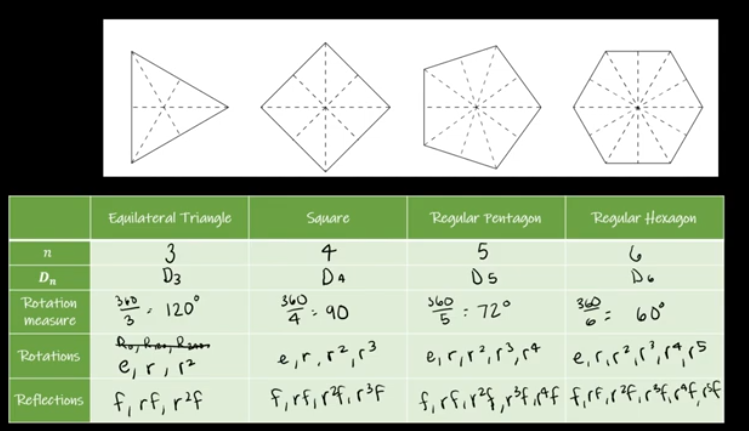 Equilateral Triangle Square Regular Pentagon Regular Hexagon
n 3 4 5 6
Dₙ D3 D4 D5 D6
Rotation measure 360/3 = 120° 360/4 = 90 360/5 = 72° 360/6 = 60°
Rotations e, r, r² e, r, r², r³ e, r, r², r³, r⁴ e, r, r², r³, r⁴, r⁵
Reflections f, rf, r²f f, rf, r²f, r³f f, rf, r²f, r³f, r⁴f f, rf, r²f, r³f, r⁴f, r⁵f